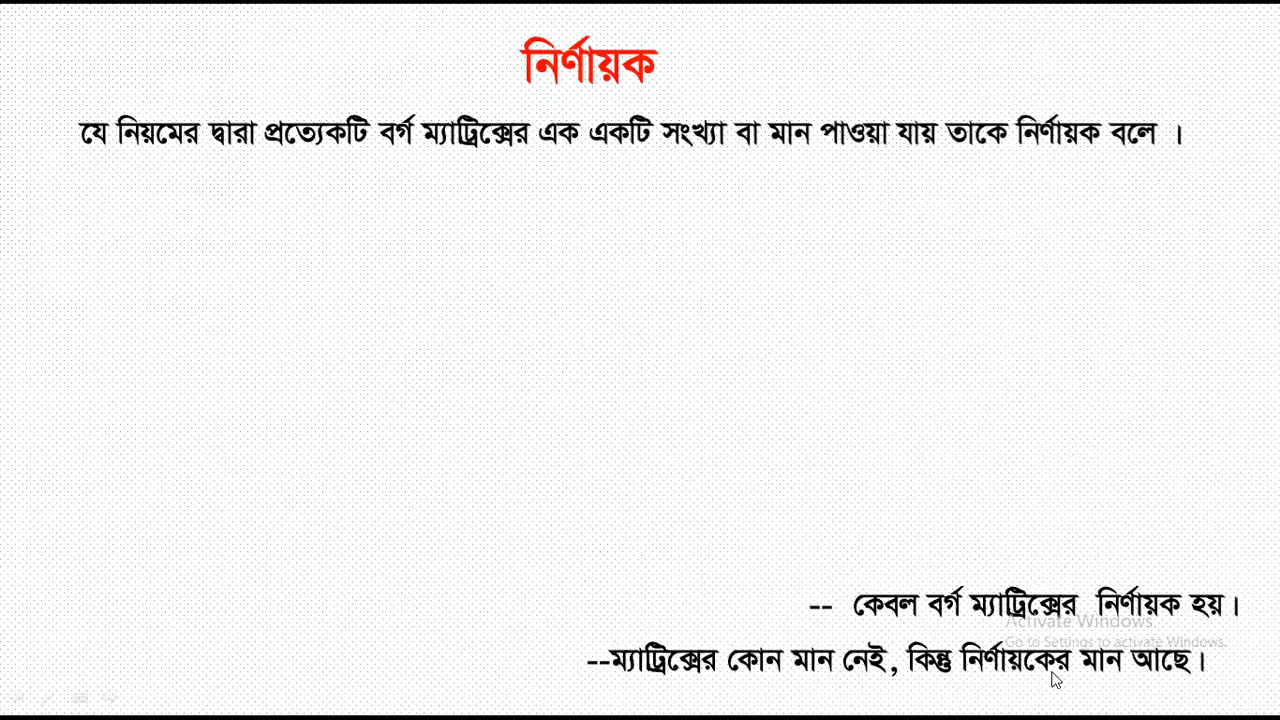 নির্ণায়ক
যে নিয়মের দ্বারা প্রত্যেকটি বর্গ ম্যাট্রিক্সের এক একটি সংখ্যা বা মান পাওয়া যায় তাকে নির্ণায়ক বলে ।
-- কেবল বর্গ ম্যাট্রিক্সের নির্ণায়ক হয়।
Activate Windows
Go to Settings to activate Windows.
--ম্যাট্রিক্সের কোন মান নেই, কিন্তু নির্ণায়কের মান আছে।